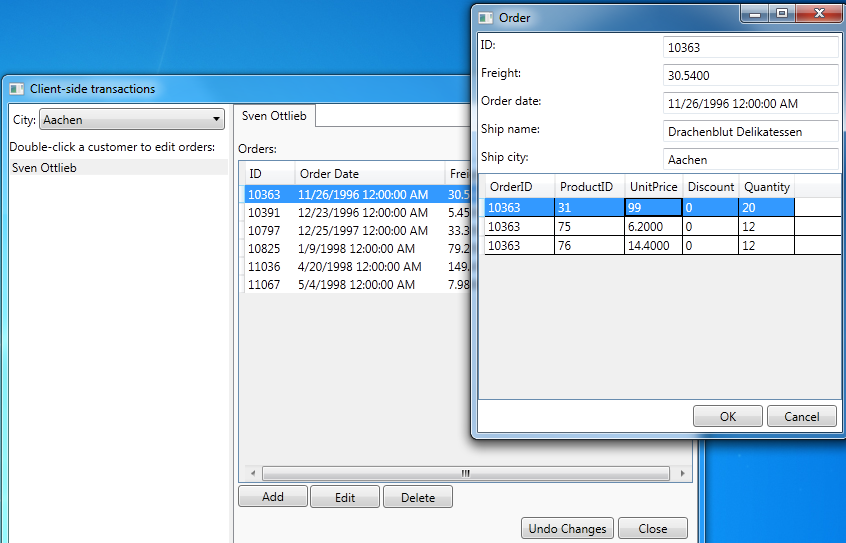 Order
ID:
10363
Freight:
30.5400
Order date:
11/26/1996 12:00:00 AM
Ship name:
Drachenblut Delikatessen
Ship city:
Aachen
OrderID ProductID UnitPrice Discount Quantity
10363 31 99 0 20
10363 75 6.2000 0 12
10363 76 14.4000 0 12
OK Cancel
Client-side transactions
City: Aachen
Double-click a customer to edit orders:
Sven Ottlieb
Sven Ottlieb
Orders:
ID Order Date Frei
10363 11/26/1996 12:00:00 AM 30.5
10391 12/23/1996 12:00:00 AM 5.45
10797 12/25/1997 12:00:00 AM 33.3
10825 1/9/1998 12:00:00 AM 79.2
11036 4/20/1998 12:00:00 AM 149.
11067 5/4/1998 12:00:00 AM 7.98
Add Edit Delete
Undo Changes Close